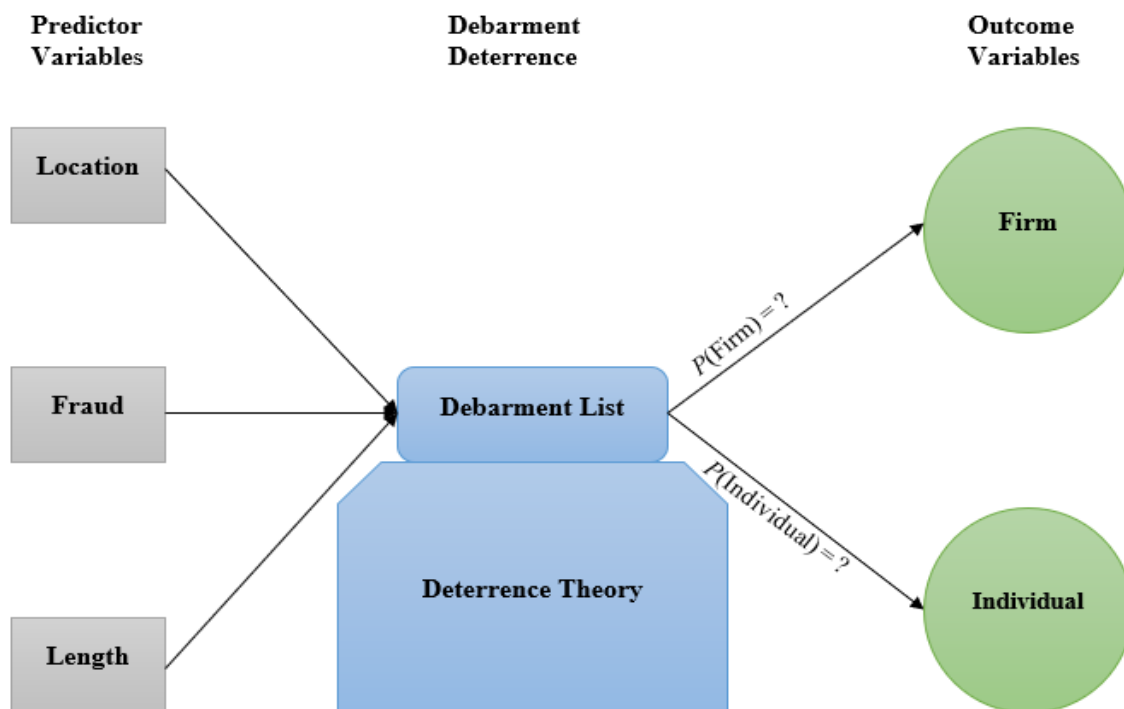 Predictor
Variables
Debarment
Deterrence
Outcome
Variables
Location
Firm
P(Firm) = ?
Fraud
Debarment List
P(Individual) = ?
Deterrence Theory
Individual
Length